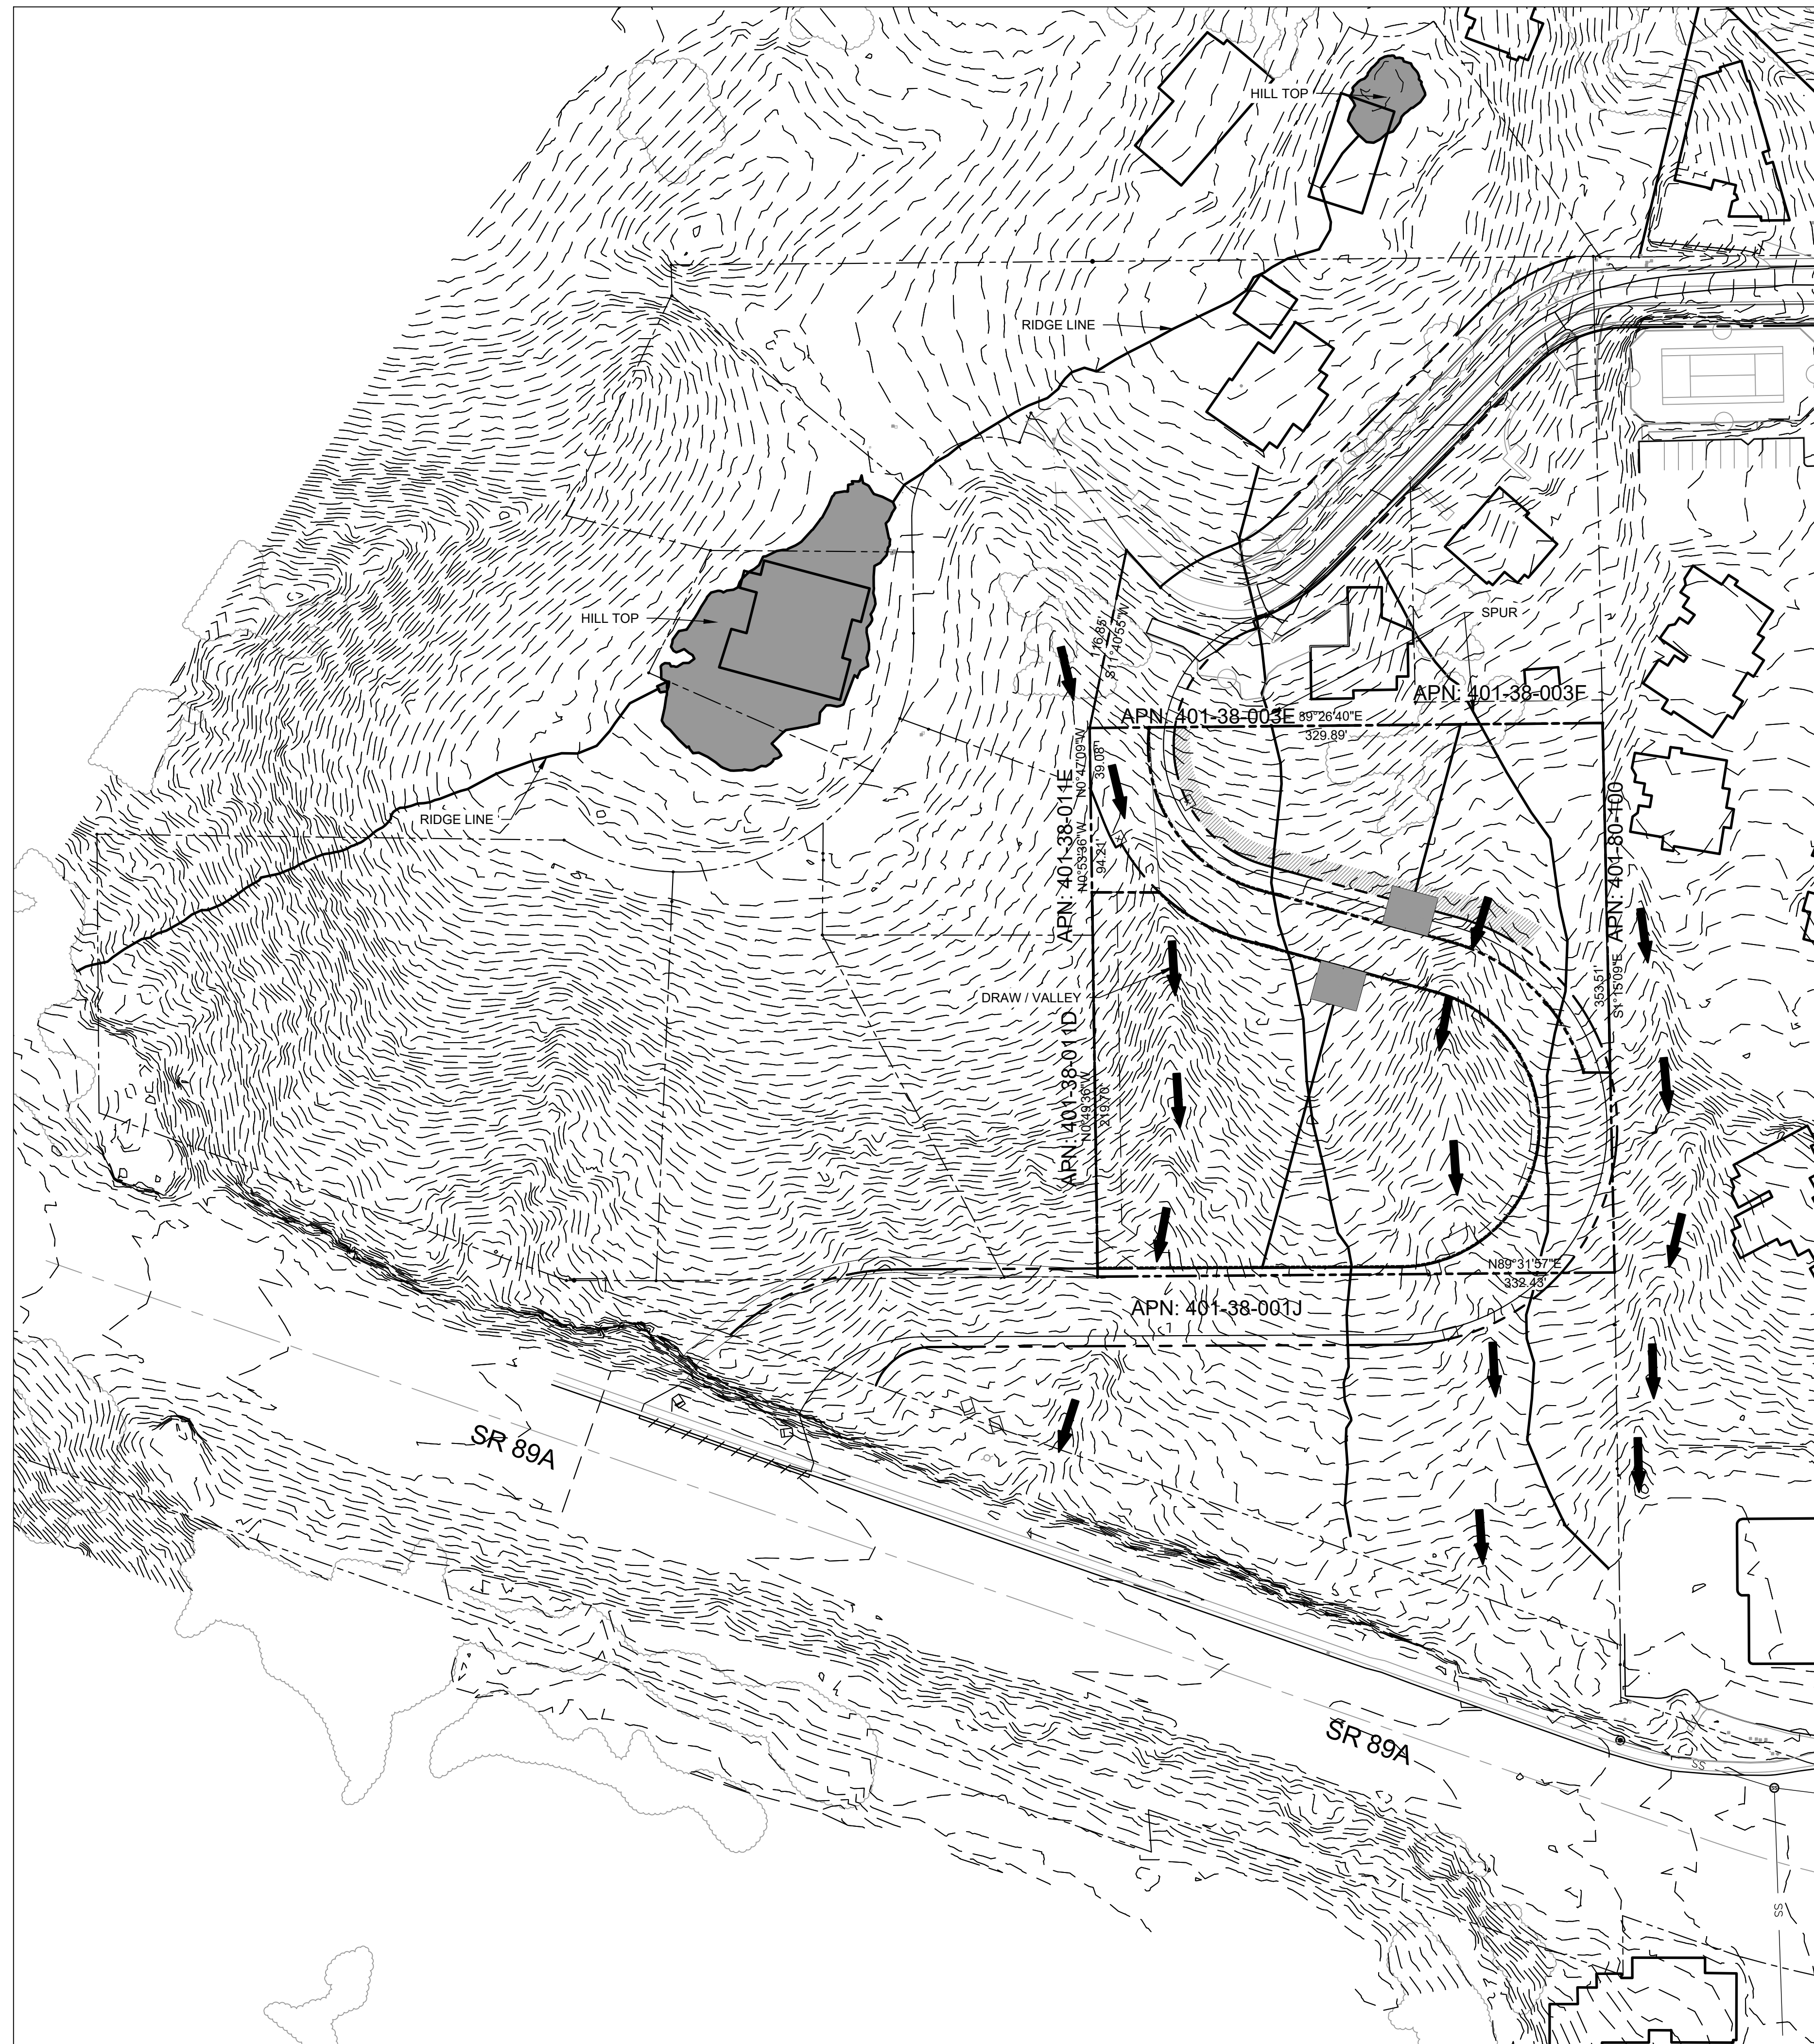 HILL TOP
RIDGE LINE
HILL TOP
SPUR
116.85'
S11°40'55"W
APN: 401-38-003F
APN: 401-38-003E
89°26'40"E
329.89'
N0°47'09"W
39.08'
RIDGE LINE
APN: 401-38-011E
N0°53'36"W
94.21'
APN: 401-80-100
353.51'
S1°15'09"E
DRAW / VALLEY
APN: 401-38-011D
N0°49'36"W
219.70'
N89°31'57"E
332.43'
APN: 401-38-001J
SR 89A
SR 89A
SS
SS